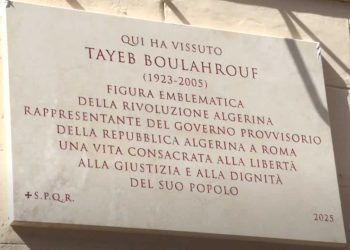 QUI HA VISSUTO
TAYEB BOULAHROUF
(1923-2005)
FIGURA EMBLEMATICA
DELLA RIVOLUZIONE ALGERINA
RAPPRESENTANTE DEL GOVERNO PROVVISORIO
DELLA REPUBBLICA ALGERINA A ROMA
UNA VITA CONSACRATA ALLA LIBERTÀ
ALLA GIUSTIZIA E ALLA DIGNITÀ
DEL SUO POPOLO
✝S.P.Q.R. 2025